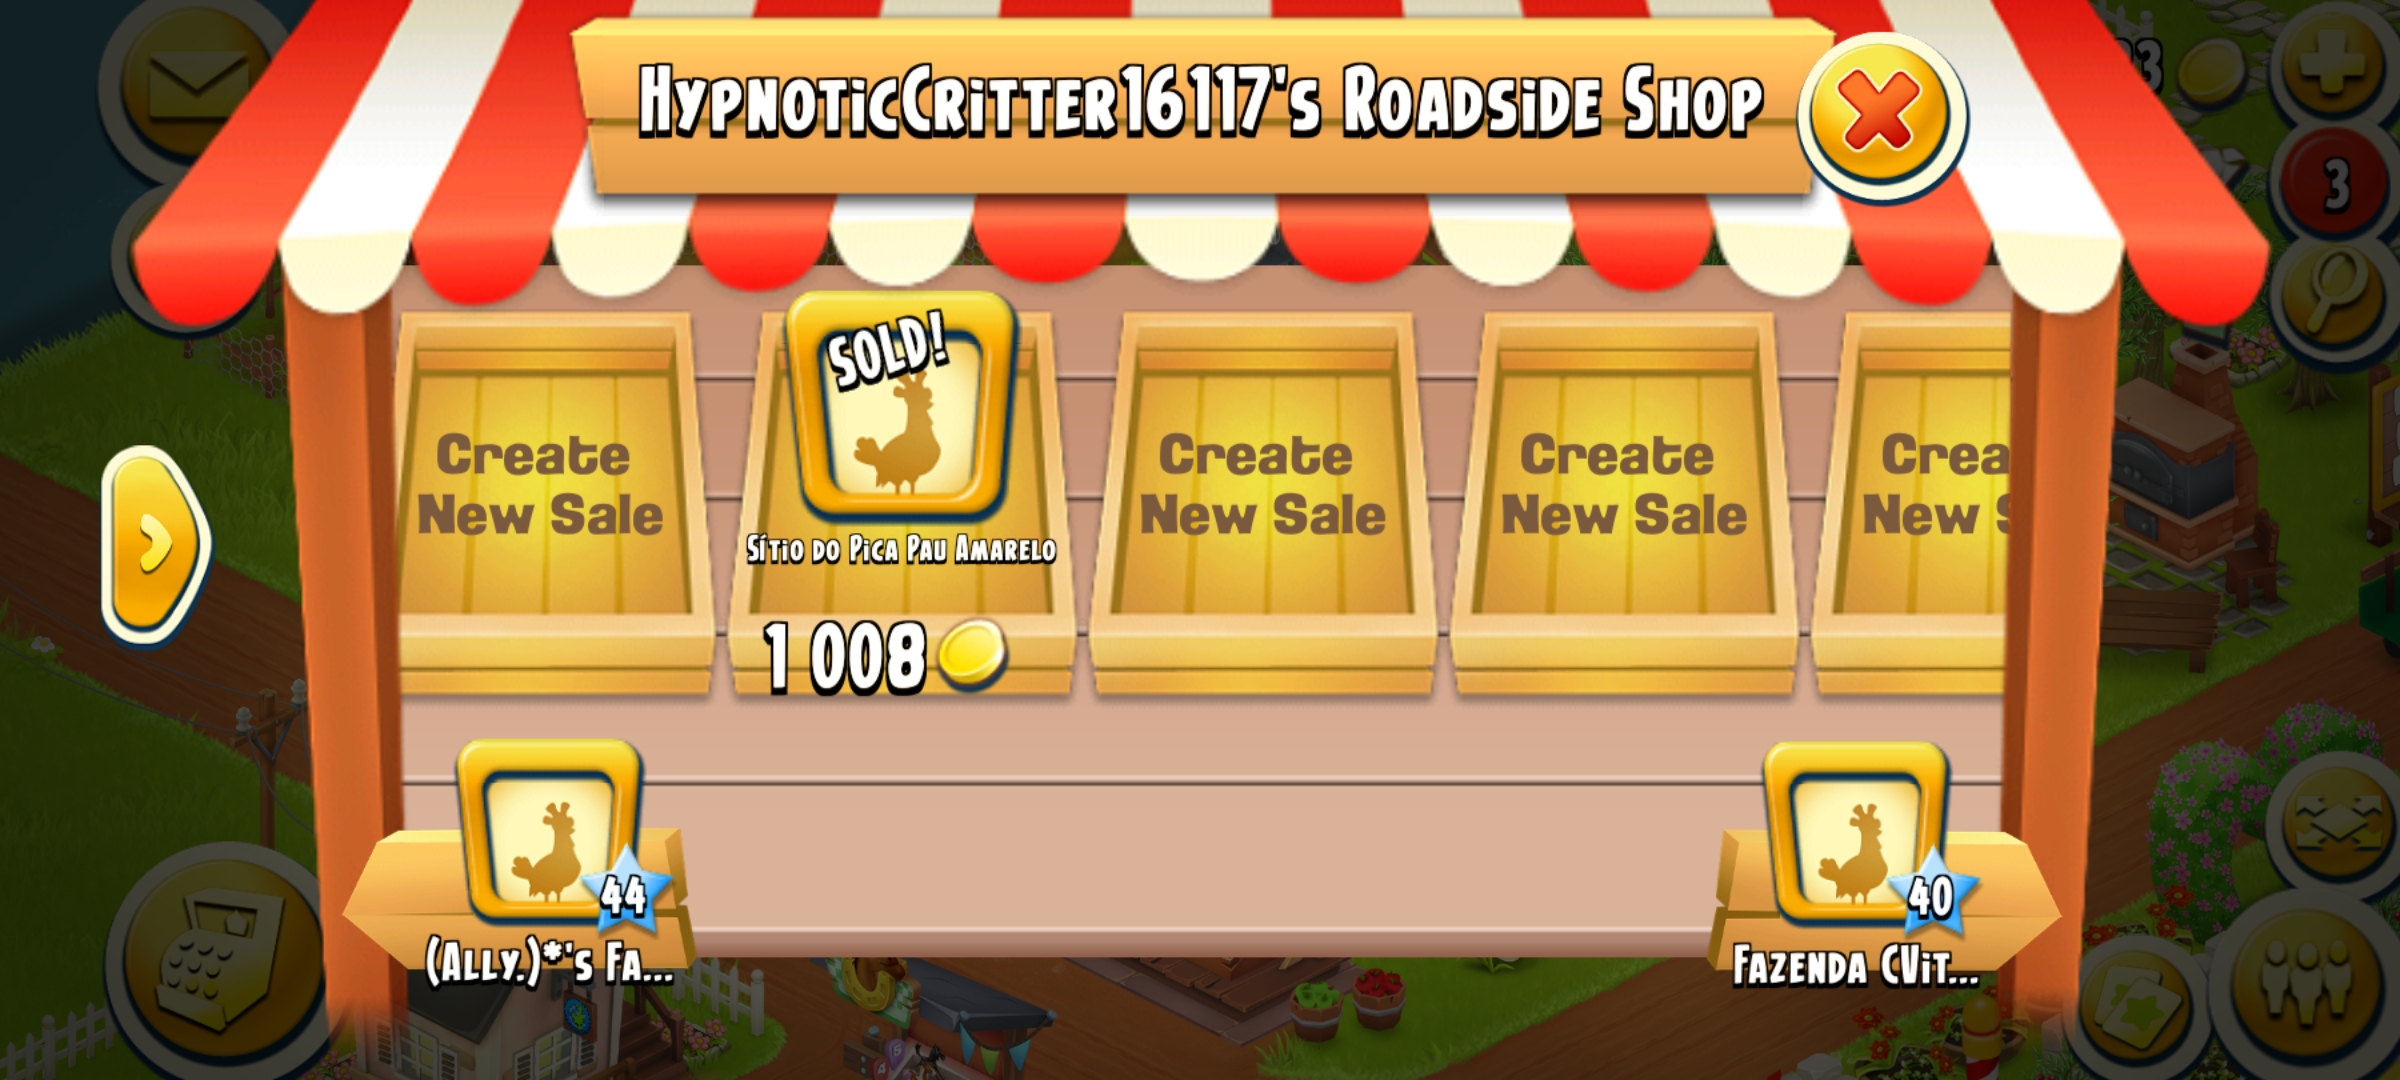 HypnoticCritter16117's Roadside Shop
3
3
SOLD!
Create
New Sale
Create
New Sale
Create
New Sale
Crea
New S
Sítio do Pica Pau Amarelo
1 008
44
40
(Ally.)*'s Fa...
Fazenda CVit...